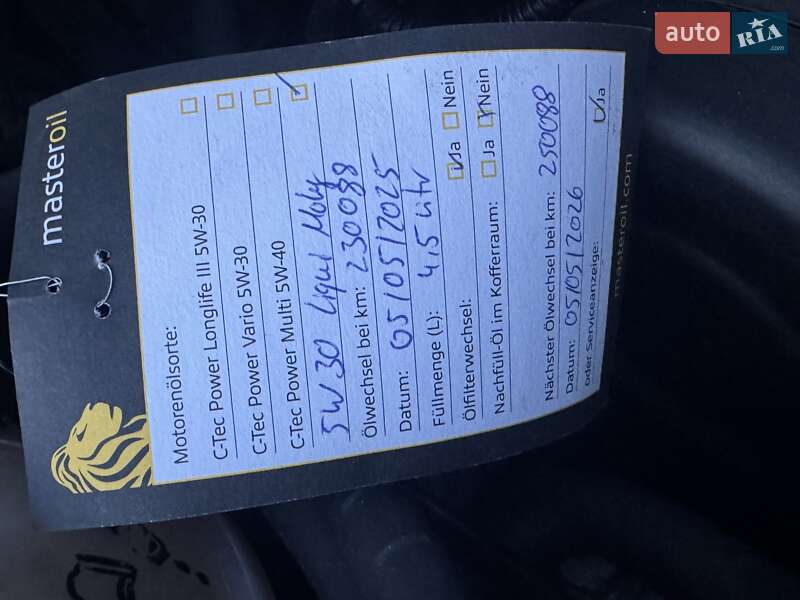 masteroil
Motorenölsorte:
C-Tec Power Longlife III 5W-30
C-Tec Power Vario 5W-30
C-Tec Power Multi 5W-40
5W30 Liqui Moly
Ölwechsel bei km: 230088
Datum: 05/05/2025
Füllmenge (L): 4,5 Litr
Ölfilterwechsel: Ja Nein
Nachfüll-Öl im Kofferraum: Ja Nein
Nächster Ölwechsel bei km: 250088
Datum: 05/05/2026
oder Serviceanzeige: Ja
masteroil.com
auto RIA .com